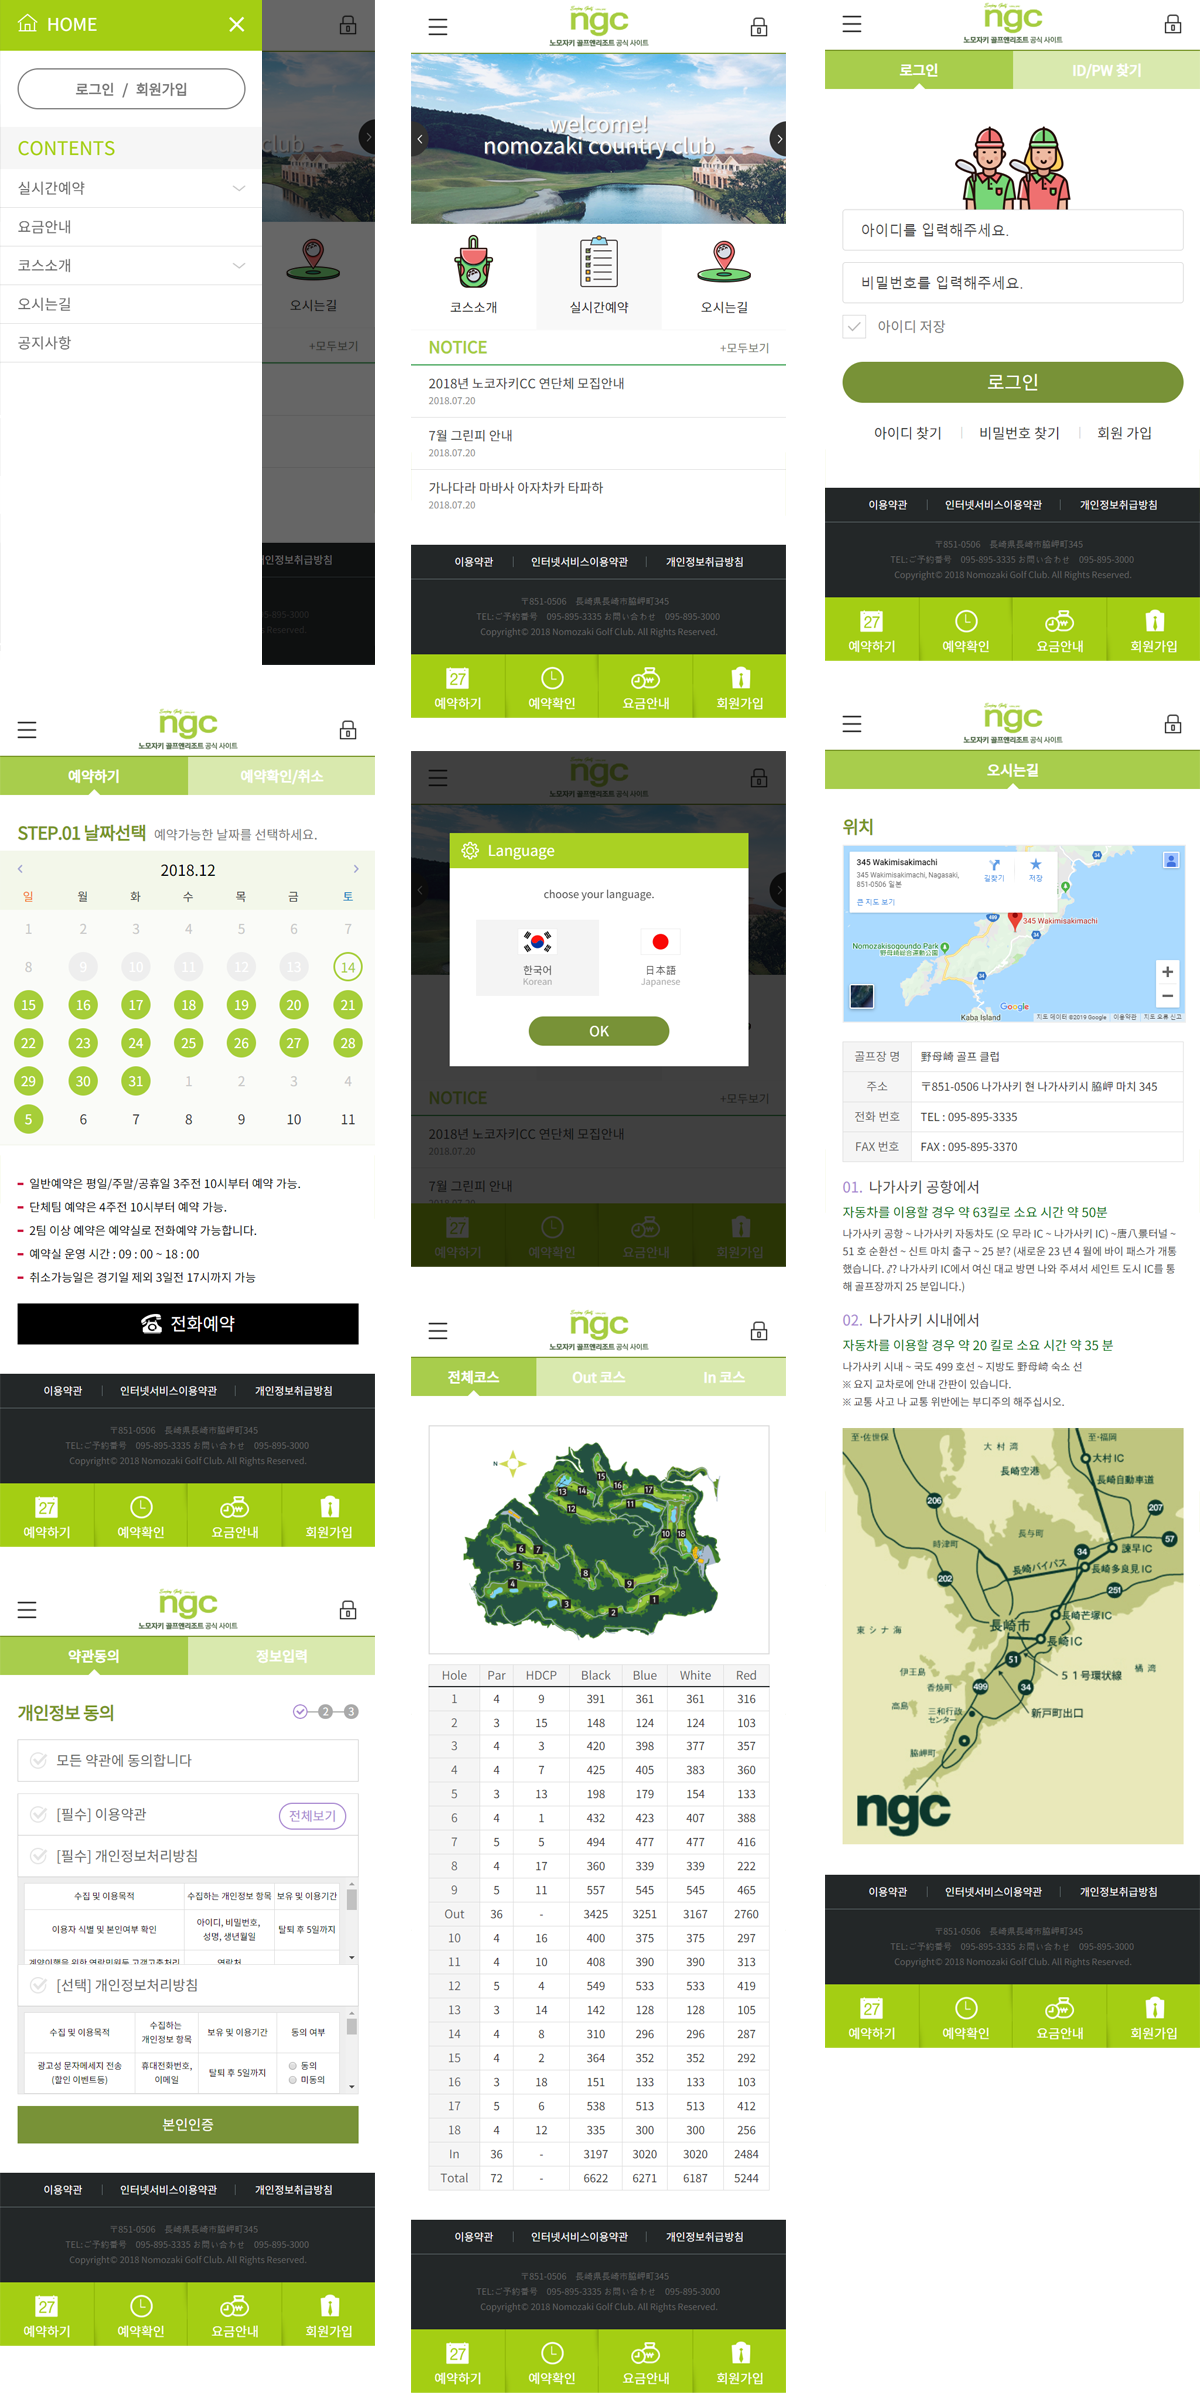 HOME
로그인 / 회원가입
CONTENTS
실시간예약
요금안내
코스소개
오시는길
공지사항
club
오시는길
+모두보기
인정보취급방침
ngc
노모자키 골프앤리조트 공식 사이트
welcome!
nomozaki country club
코스소개
실시간예약
오시는길
NOTICE
+모두보기
2018년 노코자키CC 연단체 모집안내
2018.07.20
7월 그린피 안내
2018.07.20
가나다라 마바사 아자차카 타파하
2018.07.20
이용약관
인터넷서비스이용약관
개인정보취급방침
〒851-0506 長崎県長崎市脇岬町345
TEL:ご予約番号 095-895-3335 お問い合わせ 095-895-3000
Copyright© 2018 Nomozaki Golf Club. All Rights Reserved.
27
예약하기
예약확인
요금안내
회원가입
ngc
노모자키 골프앤리조트 공식 사이트
로그인
ID/PW 찾기
아이디를 입력해주세요.
비밀번호를 입력해주세요.
아이디 저장
로그인
아이디 찾기
비밀번호 찾기
회원 가입
이용약관
인터넷서비스이용약관
개인정보취급방침
〒851-0506 長崎県長崎市脇岬町345
TEL:ご予約番号 095-895-3335 お問い合わせ 095-895-3000
Copyright© 2018 Nomozaki Golf Club. All Rights Reserved.
27
예약하기
예약확인
요금안내
회원가입
ngc
노모자키 골프앤리조트 공식 사이트
예약하기
예약확인/취소
STEP.01 날짜선택 예약가능한 날짜를 선택하세요.
2018.12
일 월 화 수 목 금 토
1 2 3 4 5 6 7
8 9 10 11 12 13 14
15 16 17 18 19 20 21
22 23 24 25 26 27 28
29 30 31 1 2 3 4
5 6 7 8 9 10 11
일반예약은 평일/주말/공휴일 3주전 10시부터 예약 가능.
단체팀 예약은 4주전 10시부터 예약 가능.
2팀 이상 예약은 예약실로 전화예약 가능합니다.
예약실 운영 시간 : 09 : 00 ~ 18 : 00
취소가능일은 경기일 제외 3일전 17시까지 가능
전화예약
이용약관
인터넷서비스이용약관
개인정보취급방침
〒851-0506 長崎県長崎市脇岬町345
TEL:ご予約番号 095-895-3335 お問い合わせ 095-895-3000
Copyright© 2018 Nomozaki Golf Club. All Rights Reserved.
27
예약하기
예약확인
요금안내
회원가입
ngc
노모자키 골프앤리조트 공식 사이트
Language
choose your language.
한국어
Korean
日本語
Japanese
OK
NOTICE
+모두보기
2018년 노코자키CC 연단체 모집안내
2018.07.20
7월 그린피 안내
27
예약하기
예약확인
요금안내
회원가입
ngc
노모자키 골프앤리조트 공식 사이트
오시는길
위치
345 Wakimisakimachi
345 Wakimisakimachi, Nagasaki,
851-0506 일본
큰 지도 보기
길찾기
저장
345 Wakimisakimachi
Nomozakisogoundo Park
野母崎総合運動公園
Kaba Island
Google
지도 데이터 ©2019 Google
이용약관
지도 오류 신고
골프장 명 野母崎 골프 클럽
주소 〒851-0506 나가사키 현 나가사키시 脇岬 마치 345
전화 번호 TEL : 095-895-3335
FAX 번호 FAX : 095-895-3370
01. 나가사키 공항에서
자동차를 이용할 경우 약 63킬로 소요 시간 약 50분
나가사키 공항 ~ 나가사키 자동차도 (오 무라 IC ~ 나가사키 IC) ~唐八景터널 ~
51 호 순환선 ~ 신트 마치 출구 ~ 25 분? (새로운 23 년 4 월에 바이 패스가 개통
했습니다. ♪? 나가사키 IC에서 여신 대교 방면 나와 주셔서 세인트 도시 IC를 통
해 골프장까지 25 분입니다.)
02. 나가사키 시내에서
자동차를 이용할 경우 약 20 킬로 소요 시간 약 35 분
나가사키 시내 ~ 국도 499 호선 ~ 지방도 野母崎 숙소 선
※ 요지 교차로에 안내 간판이 있습니다.
※ 교통 사고 나 교통 위반에는 부디주의 해주십시오.
至·佐世保
大村湾
至·福岡
大村IC
長崎空港
長崎自動車道
206
207
長与町
時津町
57
34
諫早IC
長崎バイパス
長崎多良見IC
202
251
長崎芒塚IC
長崎市
東シナ海
長崎IC
51
橘湾
伊王島
51号環状線
香焼町
499
34
高島
三和行政
センター
新戸町出口
脇岬町
ngc
이용약관
인터넷서비스이용약관
개인정보취급방침
〒851-0506 長崎県長崎市脇岬町345
TEL:ご予約番号 095-895-3335 お問い合わせ 095-895-3000
Copyright© 2018 Nomozaki Golf Club. All Rights Reserved.
27
예약하기
예약확인
요금안내
회원가입
ngc
노모자키 골프앤리조트 공식 사이트
약관동의
정보입력
개인정보 동의
2
3
모든 약관에 동의합니다
[필수] 이용약관
전체보기
[필수] 개인정보처리방침
수집 및 이용목적 수집하는 개인정보 항목 보유 및 이용기간
이용자 식별 및 본인여부 확인 아이디, 비밀번호, 성명, 생년월일 탈퇴 후 5일까지
계약이행을 위한 연락민원등 고객고충처리 연락처
[선택] 개인정보처리방침
수집 및 이용목적 수집하는 개인정보 항목 보유 및 이용기간 동의 여부
광고성 문자메세지 전송 (할인 이벤트등) 휴대전화번호, 이메일 탈퇴 후 5일까지 동의 미동의
본인인증
이용약관
인터넷서비스이용약관
개인정보취급방침
〒851-0506 長崎県長崎市脇岬町345
TEL:ご予約番号 095-895-3335 お問い合わせ 095-895-3000
Copyright© 2018 Nomozaki Golf Club. All Rights Reserved.
27
예약하기
예약확인
요금안내
회원가입
ngc
노모자키 골프앤리조트 공식 사이트
전체코스
Out 코스
In 코스
N
15
16
13 14 17
12 11
10 18
6 7
5
8
4 9
3 1
2
Hole Par HDCP Black Blue White Red
1 4 9 391 361 361 316
2 3 15 148 124 124 103
3 4 3 420 398 377 357
4 4 7 425 405 383 360
5 3 13 198 179 154 133
6 4 1 432 423 407 388
7 5 5 494 477 477 416
8 4 17 360 339 339 222
9 5 11 557 545 545 465
Out 36 - 3425 3251 3167 2760
10 4 16 400 375 375 297
11 4 10 408 390 390 313
12 5 4 549 533 533 419
13 3 14 142 128 128 105
14 4 8 310 296 296 287
15 4 2 364 352 352 292
16 3 18 151 133 133 103
17 5 6 538 513 513 412
18 4 12 335 300 300 256
In 36 - 3197 3020 3020 2484
Total 72 - 6622 6271 6187 5244
이용약관
인터넷서비스이용약관
개인정보취급방침
〒851-0506 長崎県長崎市脇岬町345
TEL:ご予約番号 095-895-3335 お問い合わせ 095-895-3000
Copyright© 2018 Nomozaki Golf Club. All Rights Reserved.
27
예약하기
예약확인
요금안내
회원가입